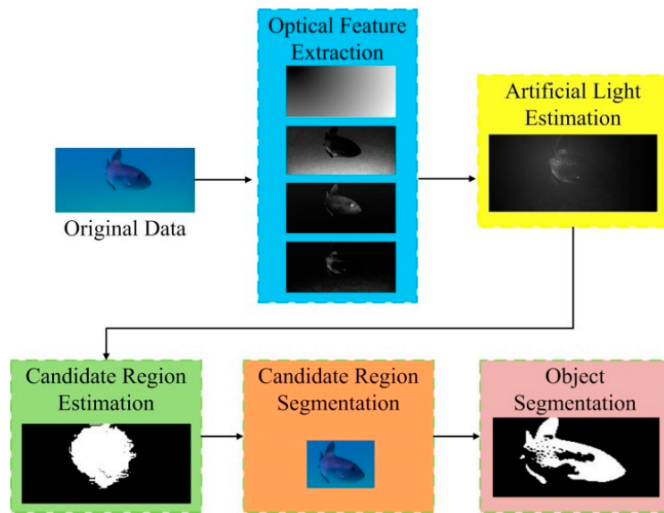 Optical Feature
Extraction
Artificial Light
Estimation
Original Data
Candidate Region
Estimation
Candidate Region
Segmentation
Object
Segmentation